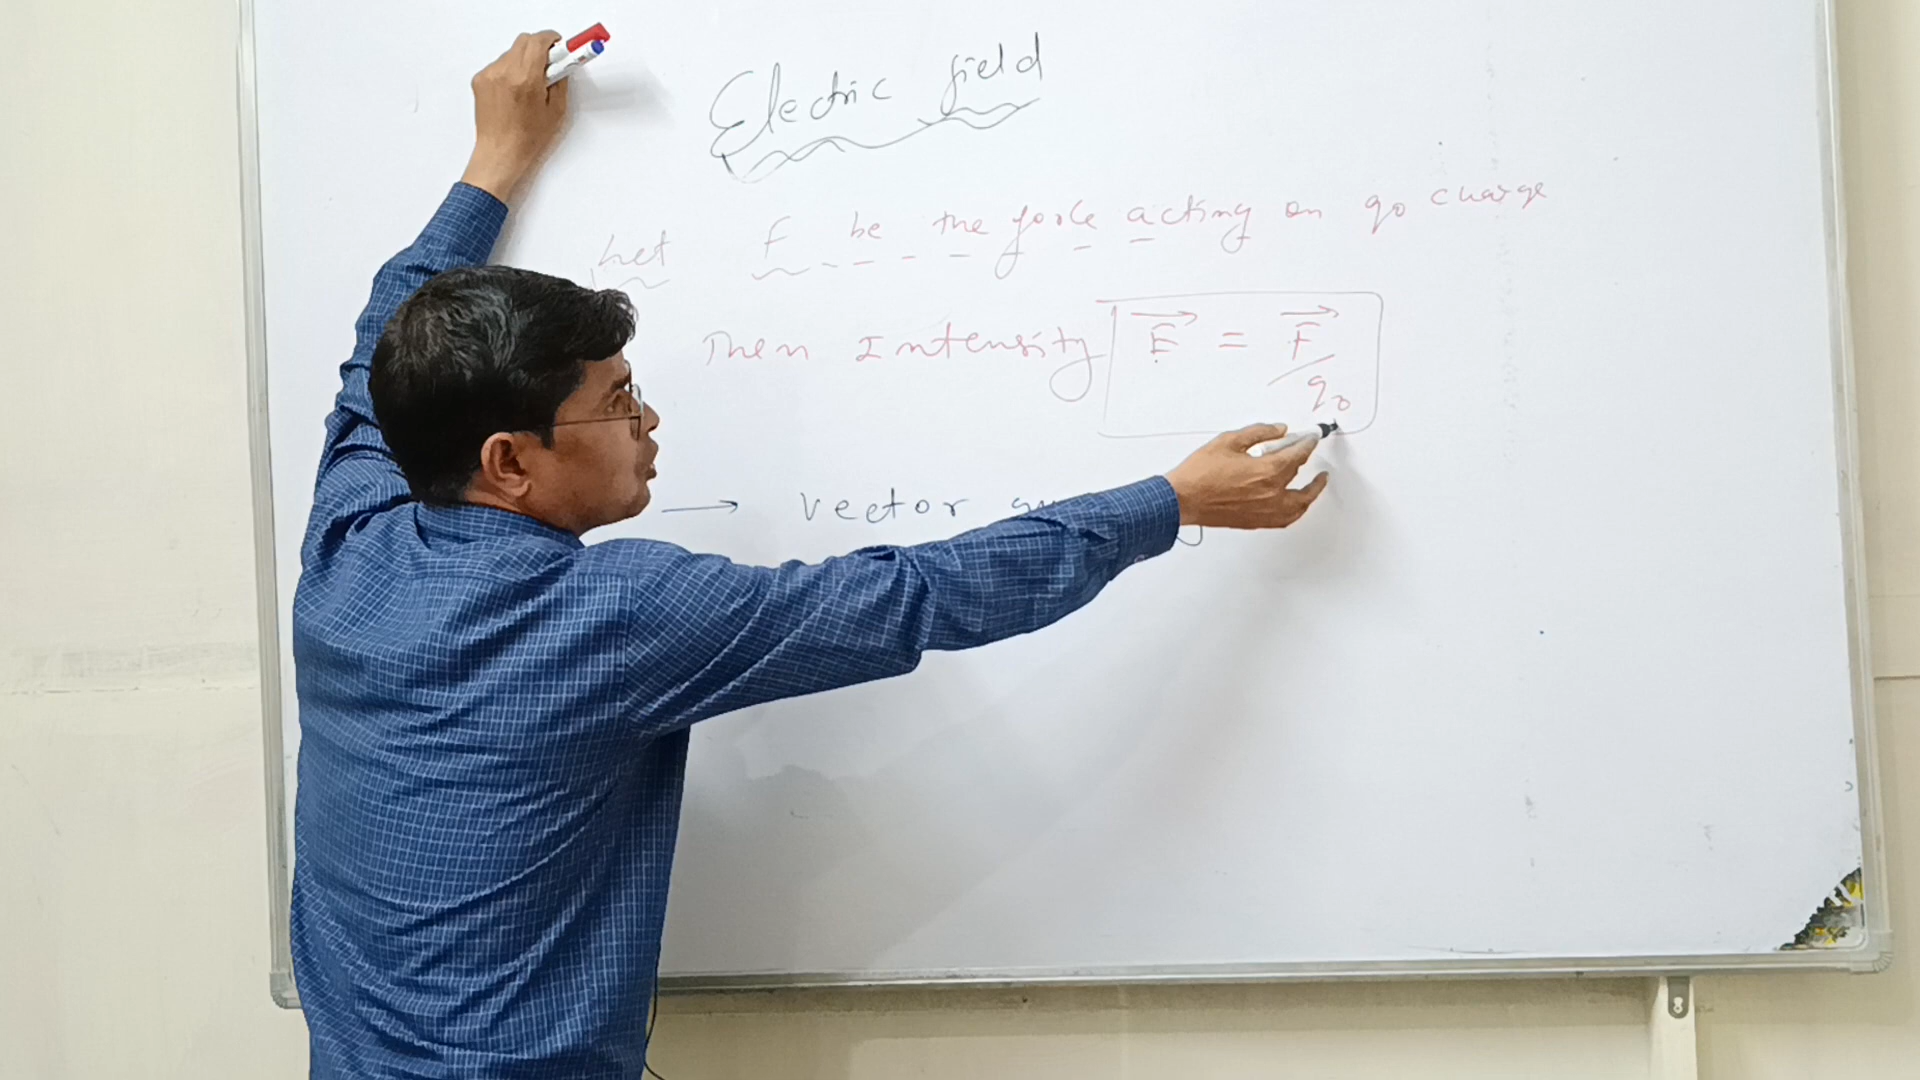 Electric field
Let F be the force acting on q0 charge
Then Intensity E = F / q0
→ vector